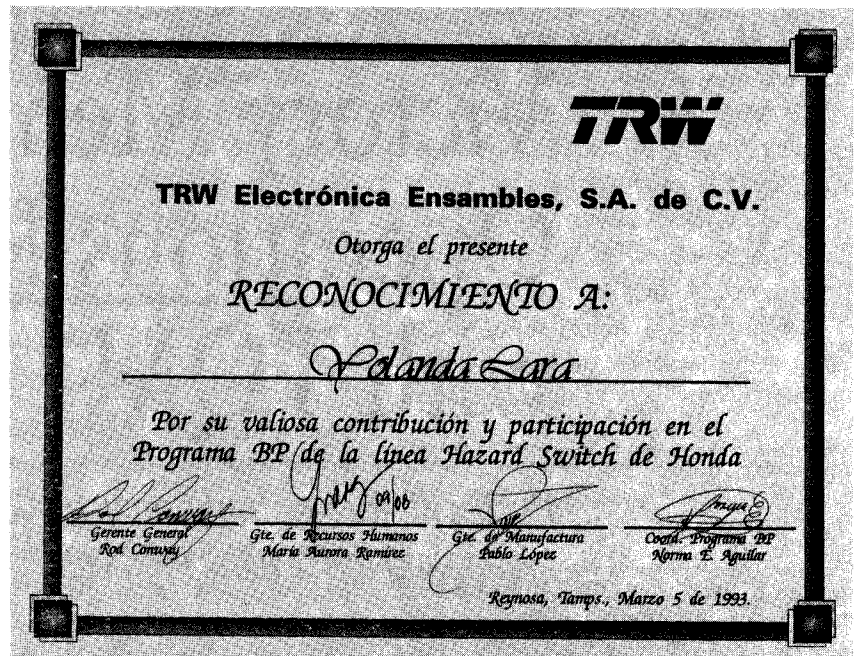 TRW
TRW Electrónica Ensambles, S.A. de C.V.
Otorga el presente
RECONOCIMIENTO A:
Yolanda Lara
Por su valiosa contribución y participación en el
Programa BP de la línea Hazard Switch de Honda
Gerente General Gte. de Recursos Humanos Gte. de Manufactura Coord. Programa BP
Rod Conway María Aurora Ramírez Pablo López Norma E. Aguilar
Reynosa, Tamps., Marzo 5 de 1993.